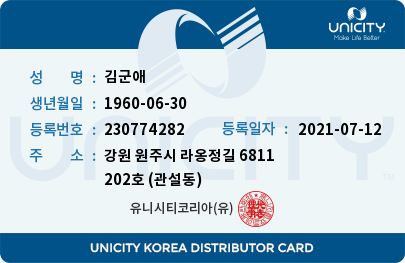 UNICITY
Make Life Better
성 명 : 김군애
생년월일 : 1960-06-30
등록번호 : 230774282 등록일자 : 2021-07-12
주 소 : 강원 원주시 라옹정길 6811
202호 (관설동)
유니시티코리아(유)
UNICITY
UNICITY KOREA DISTRIBUTOR CARD